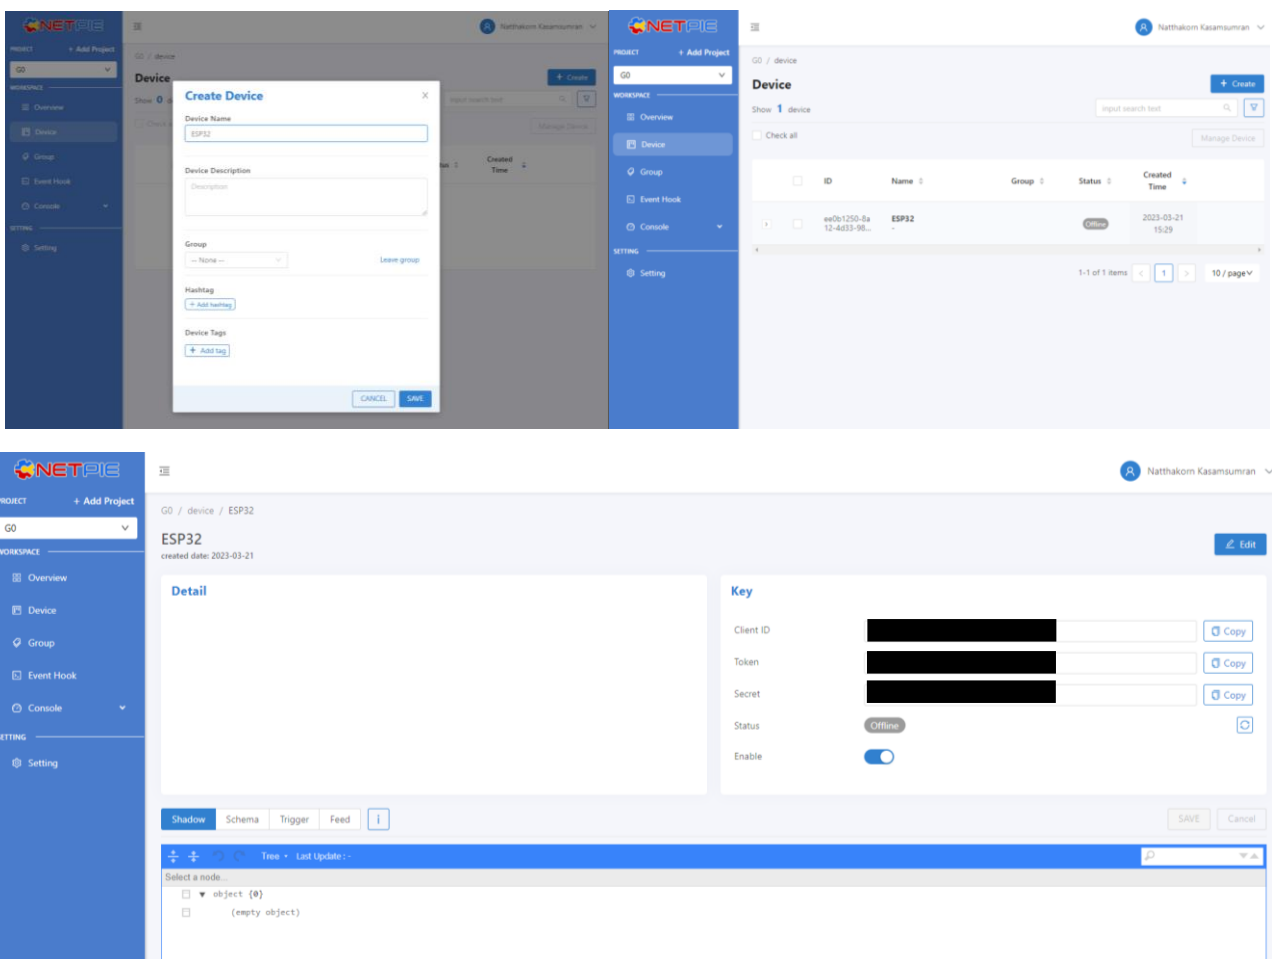 NETPIE
Natthakorn Kasamsumran
PROJECT
+ Add Project
G0
WORKSPACE
Overview
Device
Group
Event Hook
Console
SETTING
Setting
G0 / device
Device
Show 0 d
Check a
+ Create
input search text
Manage Device
tus
Created
Time
Create Device
Device Name
ESP32
Device Description
Description
Group
-- None --
Leave group
Hashtag
+ Add hashtag
Device Tags
+ Add tag
CANCEL
SAVE
NETPIE
Natthakorn Kasamsumran
PROJECT
+ Add Project
G0
WORKSPACE
Overview
Device
Group
Event Hook
Console
SETTING
Setting
G0 / device
Device
+ Create
Show 1 device
input search text
Check all
Manage Device
ID
Name
Group
Status
Created
Time
ee0b1250-8a
12-4d33-98...
ESP32
-
Offline
2023-03-21
15:29
1-1 of 1 items
<
1
>
10 / page
NETPIE
Natthakorn Kasamsumran
PROJECT
+ Add Project
G0
WORKSPACE
Overview
Device
Group
Event Hook
Console
SETTING
Setting
G0 / device / ESP32
ESP32
created date: 2023-03-21
Edit
Detail
Key
Client ID
Copy
Token
Copy
Secret
Copy
Status
Offline
Enable
Shadow
Schema
Trigger
Feed
i
SAVE
Cancel
Tree
Last Update : -
Select a node...
object {0}
(empty object)